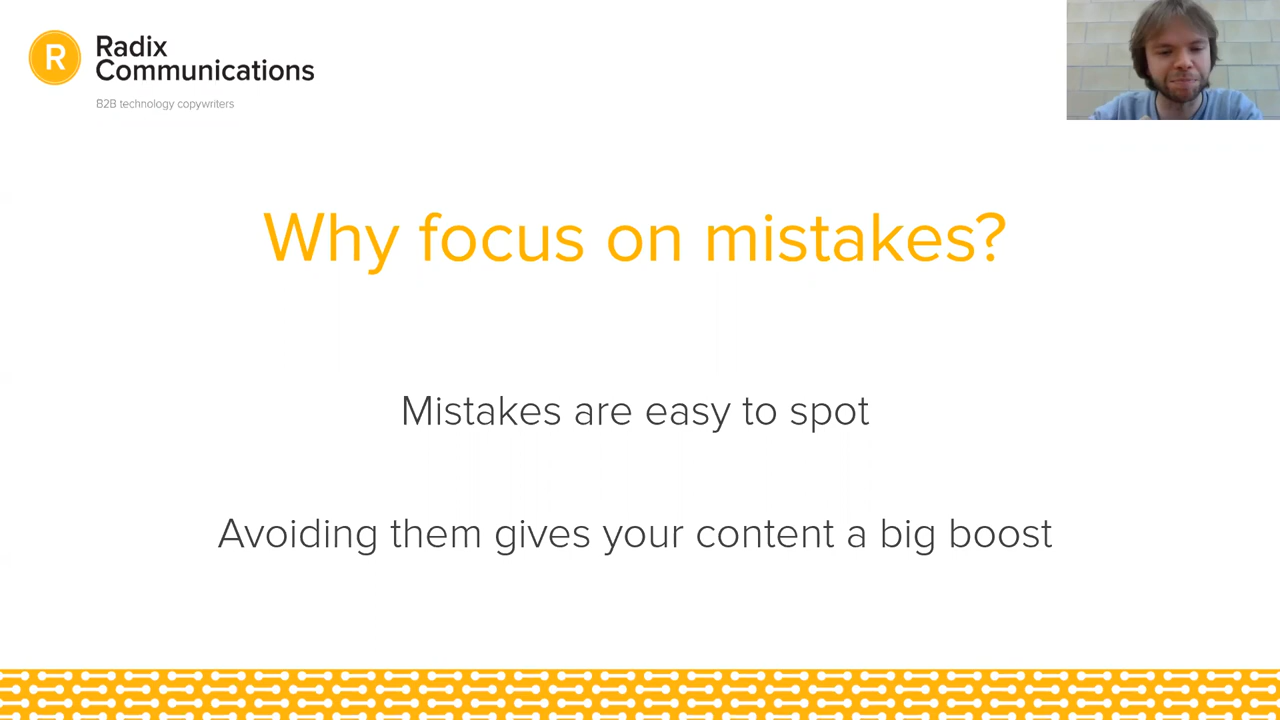 R
Radix
Communications
B2B technology copywriters
Why focus on mistakes?
Mistakes are easy to spot
Avoiding them gives your content a big boost